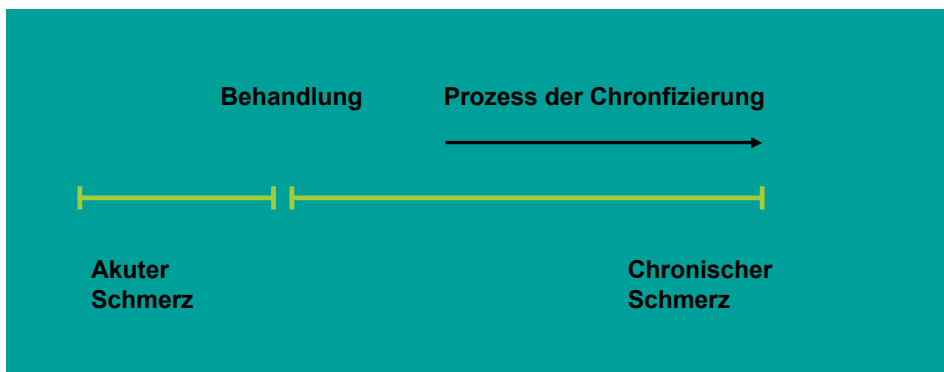 Behandlung
Prozess der Chronfizierung
Akuter
Schmerz
Chronischer
Schmerz